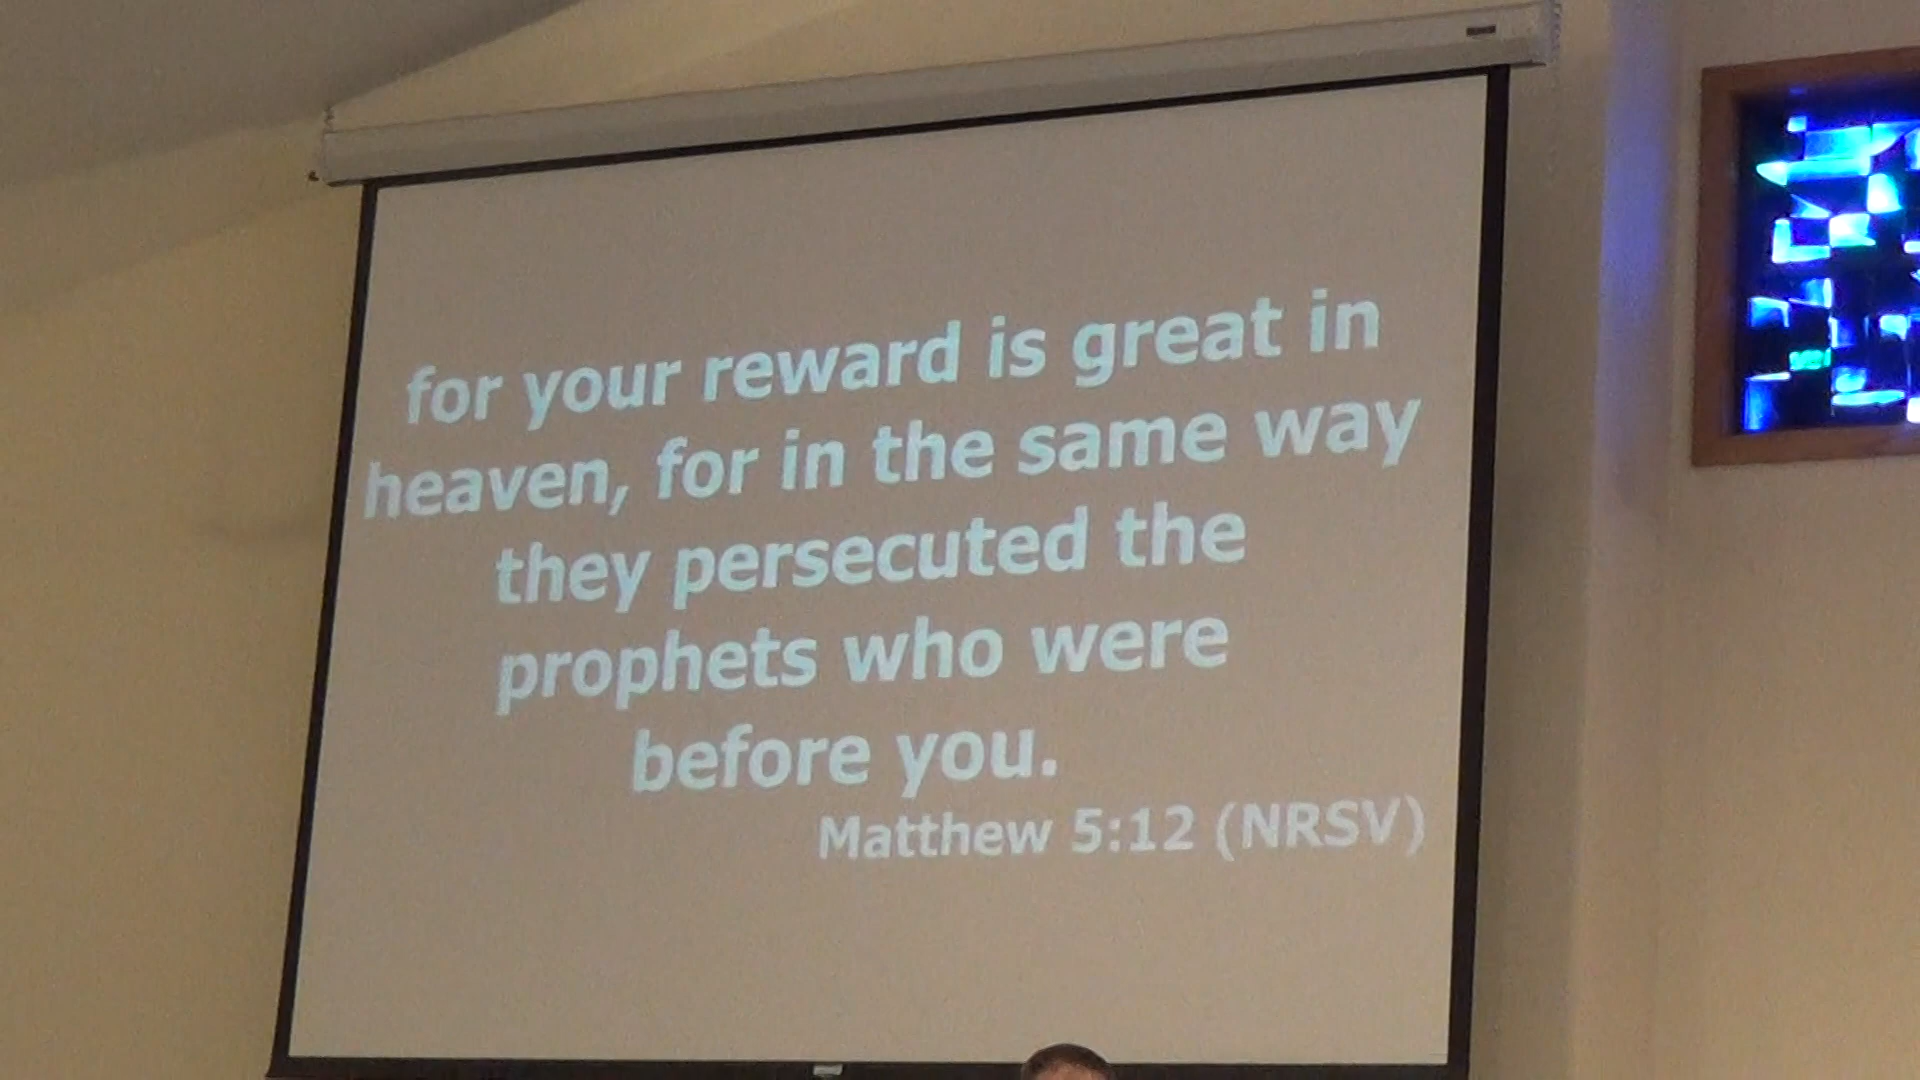 for your reward is great in
heaven, for in the same way
they persecuted the
prophets who were
before you.
Matthew 5:12 (NRSV)